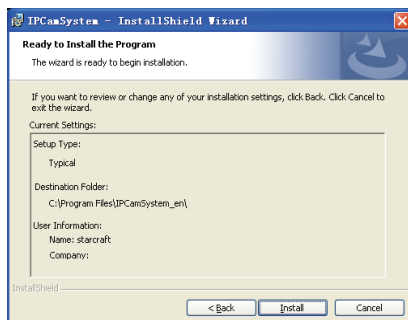 IPCamSystem - InstallShield Wizard
Ready to Install the Program
The wizard is ready to begin installation.
If you want to review or change any of your installation settings, click Back. Click Cancel to
exit the wizard.
Current Settings:
Setup Type:
Typical
Destination Folder:
C:\Program Files\IPCamSystem_en\
User Information:
Name: starcraft
Company:
InstallShield
< Back
Install
Cancel